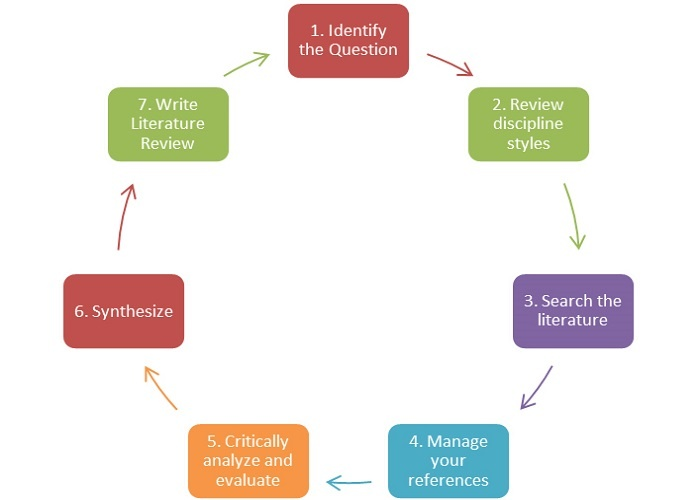 1. Identify
the Question
2. Review
discipline
styles
3. Search the
literature
4. Manage
your
references
5. Critically
analyze and
evaluate
6. Synthesize
7. Write
Literature
Review